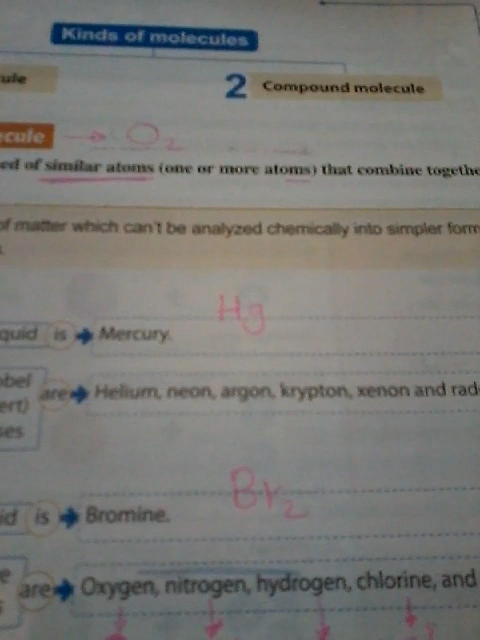 Kinds of molecules
ule
2 Compound molecule
ecule → O2
ed of similar atoms (one or more atoms) that combine togethe
of matter which can't be analyzed chemically into simpler form
Hg
quid is → Mercury.
obel
are → Helium, neon, argon, krypton, xenon and rad
ert)
ses
Br2
id is → Bromine.
e
are → Oxygen, nitrogen, hydrogen, chlorine, and
s